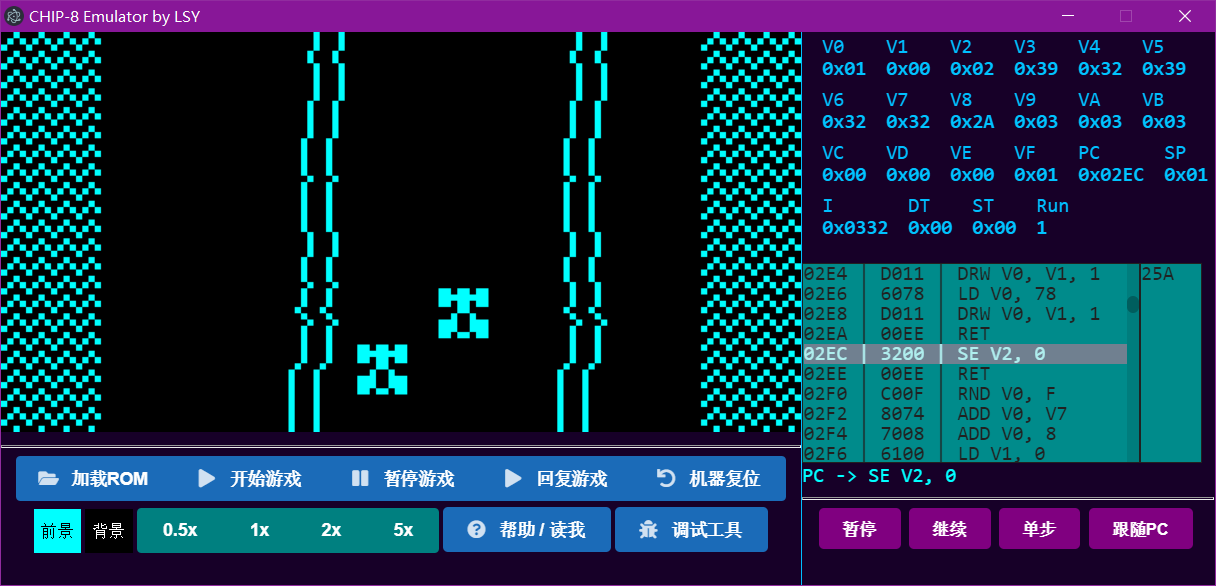 CHIP-8 Emulator by LSY
V0 V1 V2 V3 V4 V5
0x01 0x00 0x02 0x39 0x32 0x39
V6 V7 V8 V9 VA VB
0x32 0x32 0x2A 0x03 0x03 0x03
VC VD VE VF PC SP
0x00 0x00 0x00 0x01 0x02EC 0x01
I DT ST Run
0x0332 0x00 0x00 1
02E4 | D011 | DRW V0, V1, 1 25A
02E6 | 6078 | LD V0, 78
02E8 | D011 | DRW V0, V1, 1
02EA | 00EE | RET
02EC | 3200 | SE V2, 0
02EE | 00EE | RET
02F0 | C00F | RND V0, F
02F2 | 8074 | ADD V0, V7
02F4 | 7008 | ADD V0, 8
02F6 | 6100 | LD V1, 0
PC -> SE V2, 0
加载ROM 开始游戏 暂停游戏 回复游戏 机器复位
前景 背景 0.5x 1x 2x 5x 帮助 / 读我 调试工具
暂停 继续 单步 跟随PC